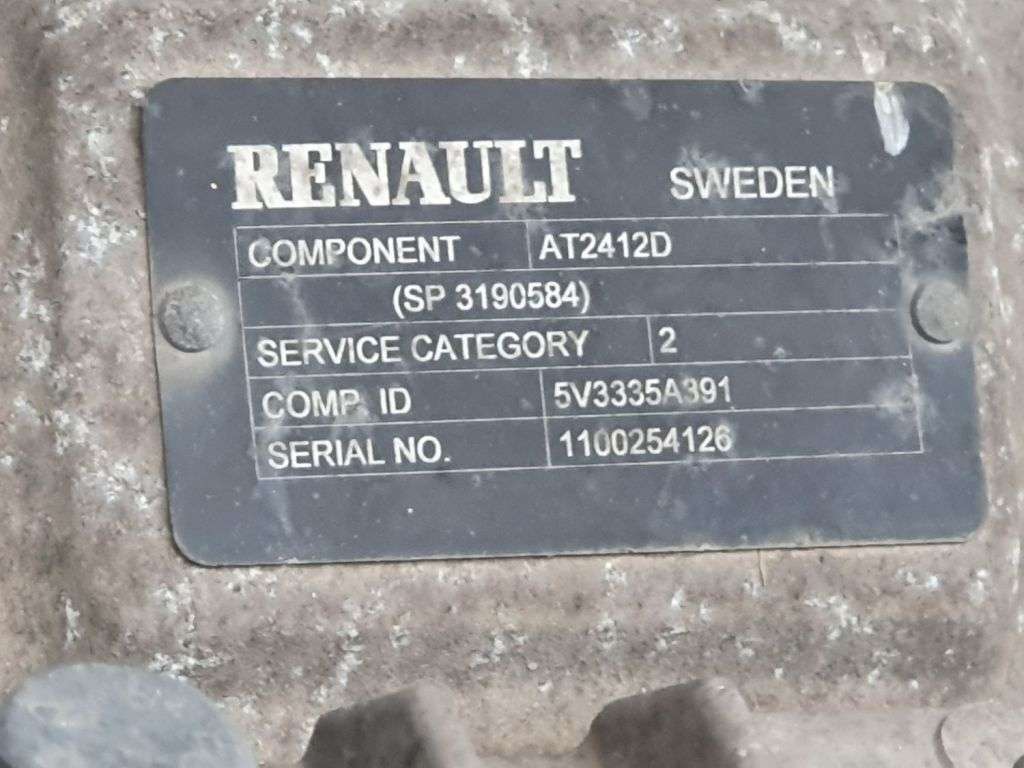 RENAULT SWEDEN
COMPONENT AT2412D
(SP 3190584)
SERVICE CATEGORY 2
COMP. ID 5V3335A391
SERIAL NO. 1100254126